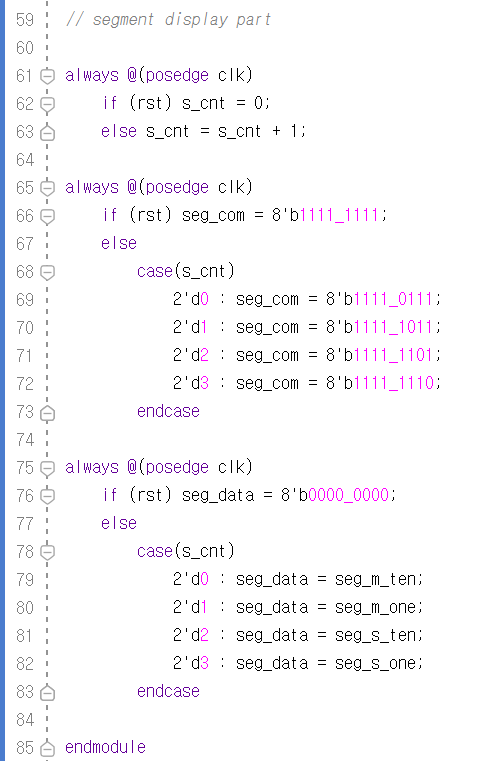 59 // segment display part
60
61 always @(posedge clk)
62 if (rst) s_cnt = 0;
63 else s_cnt = s_cnt + 1;
64
65 always @(posedge clk)
66 if (rst) seg_com = 8'b1111_1111;
67 else
68 case(s_cnt)
69 2'd0 : seg_com = 8'b1111_0111;
70 2'd1 : seg_com = 8'b1111_1011;
71 2'd2 : seg_com = 8'b1111_1101;
72 2'd3 : seg_com = 8'b1111_1110;
73 endcase
74
75 always @(posedge clk)
76 if (rst) seg_data = 8'b0000_0000;
77 else
78 case(s_cnt)
79 2'd0 : seg_data = seg_m_ten;
80 2'd1 : seg_data = seg_m_one;
81 2'd2 : seg_data = seg_s_ten;
82 2'd3 : seg_data = seg_s_one;
83 endcase
84
85 endmodule